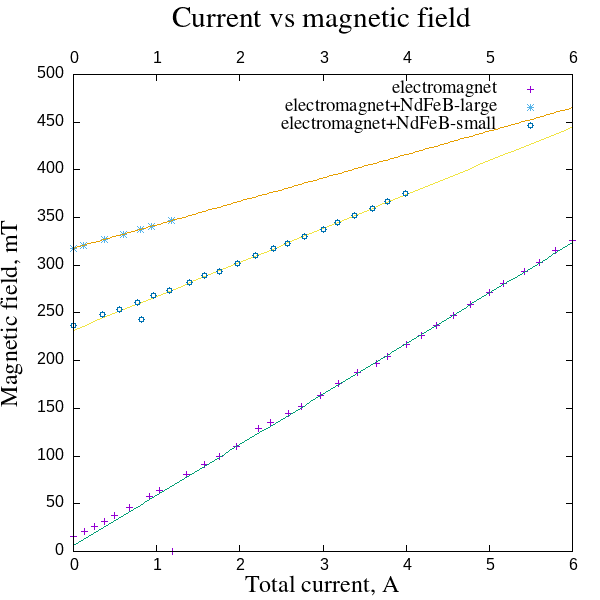 Current vs magnetic field
0 1 2 3 4 5 6
500
electromagnet
electromagnet+NdFeB-large
450
electromagnet+NdFeB-small
400
350
300
250
200
150
100
50
0
Magnetic field, mT
0 1 2 3 4 5 6
Total current, A